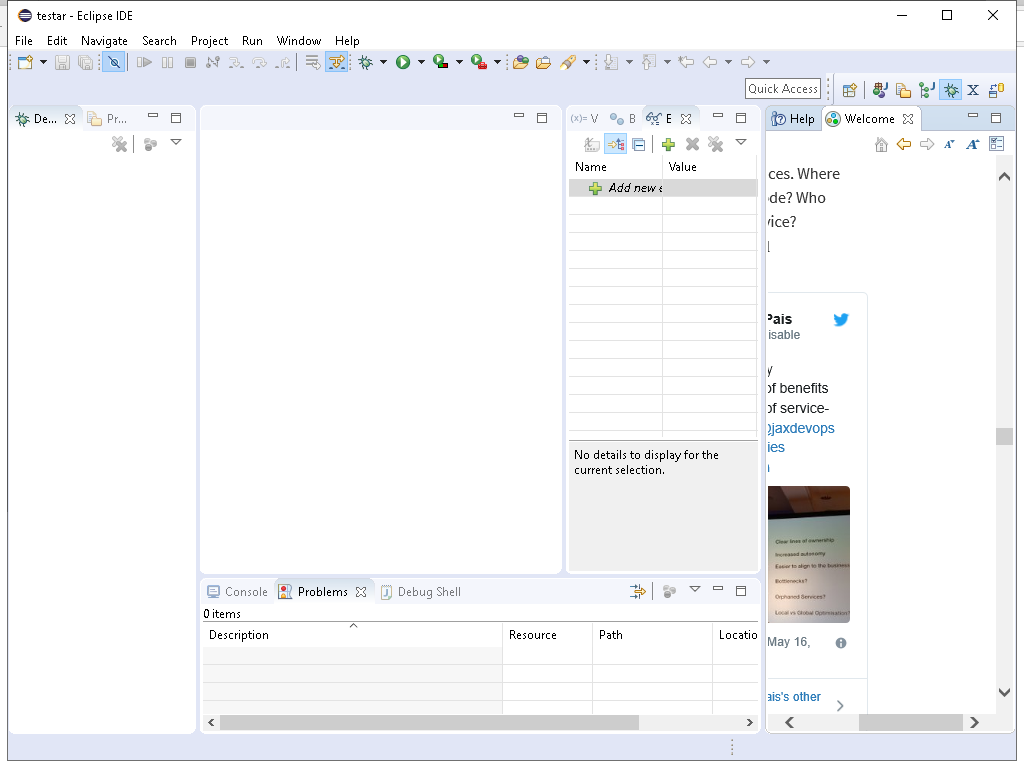 testar - Eclipse IDE
File Edit Navigate Search Project Run Window Help
Quick Access
De... Pr...
(x)= V B E
Help Welcome
Name Value
Add new e
ces. Where
de? Who
vice?
Pais
isable
y
of benefits
of service-
@jaxdevops
ies
Clear lines of ownership
Increased autonomy
Easier to align to the business
Bottlenecks?
Orphaned Services?
Local vs Global Optimisation?
May 16,
ais's other
No details to display for the
current selection.
Console Problems Debug Shell
0 items
Description Resource Path Locatio